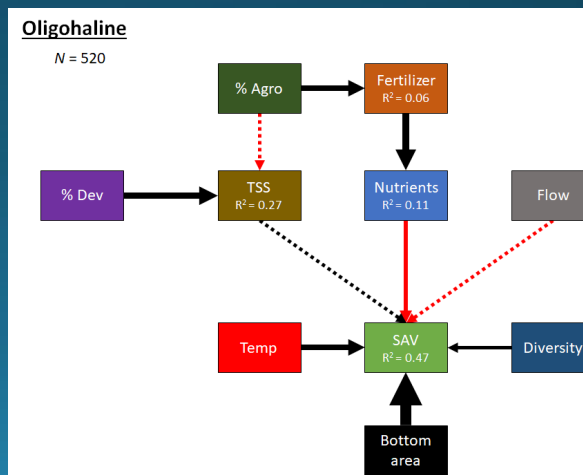 Oligohaline
N = 520
% Agro
Fertilizer
R² = 0.06
% Dev
TSS
R² = 0.27
Nutrients
R² = 0.11
Flow
Temp
SAV
R² = 0.47
Diversity
Bottom
area